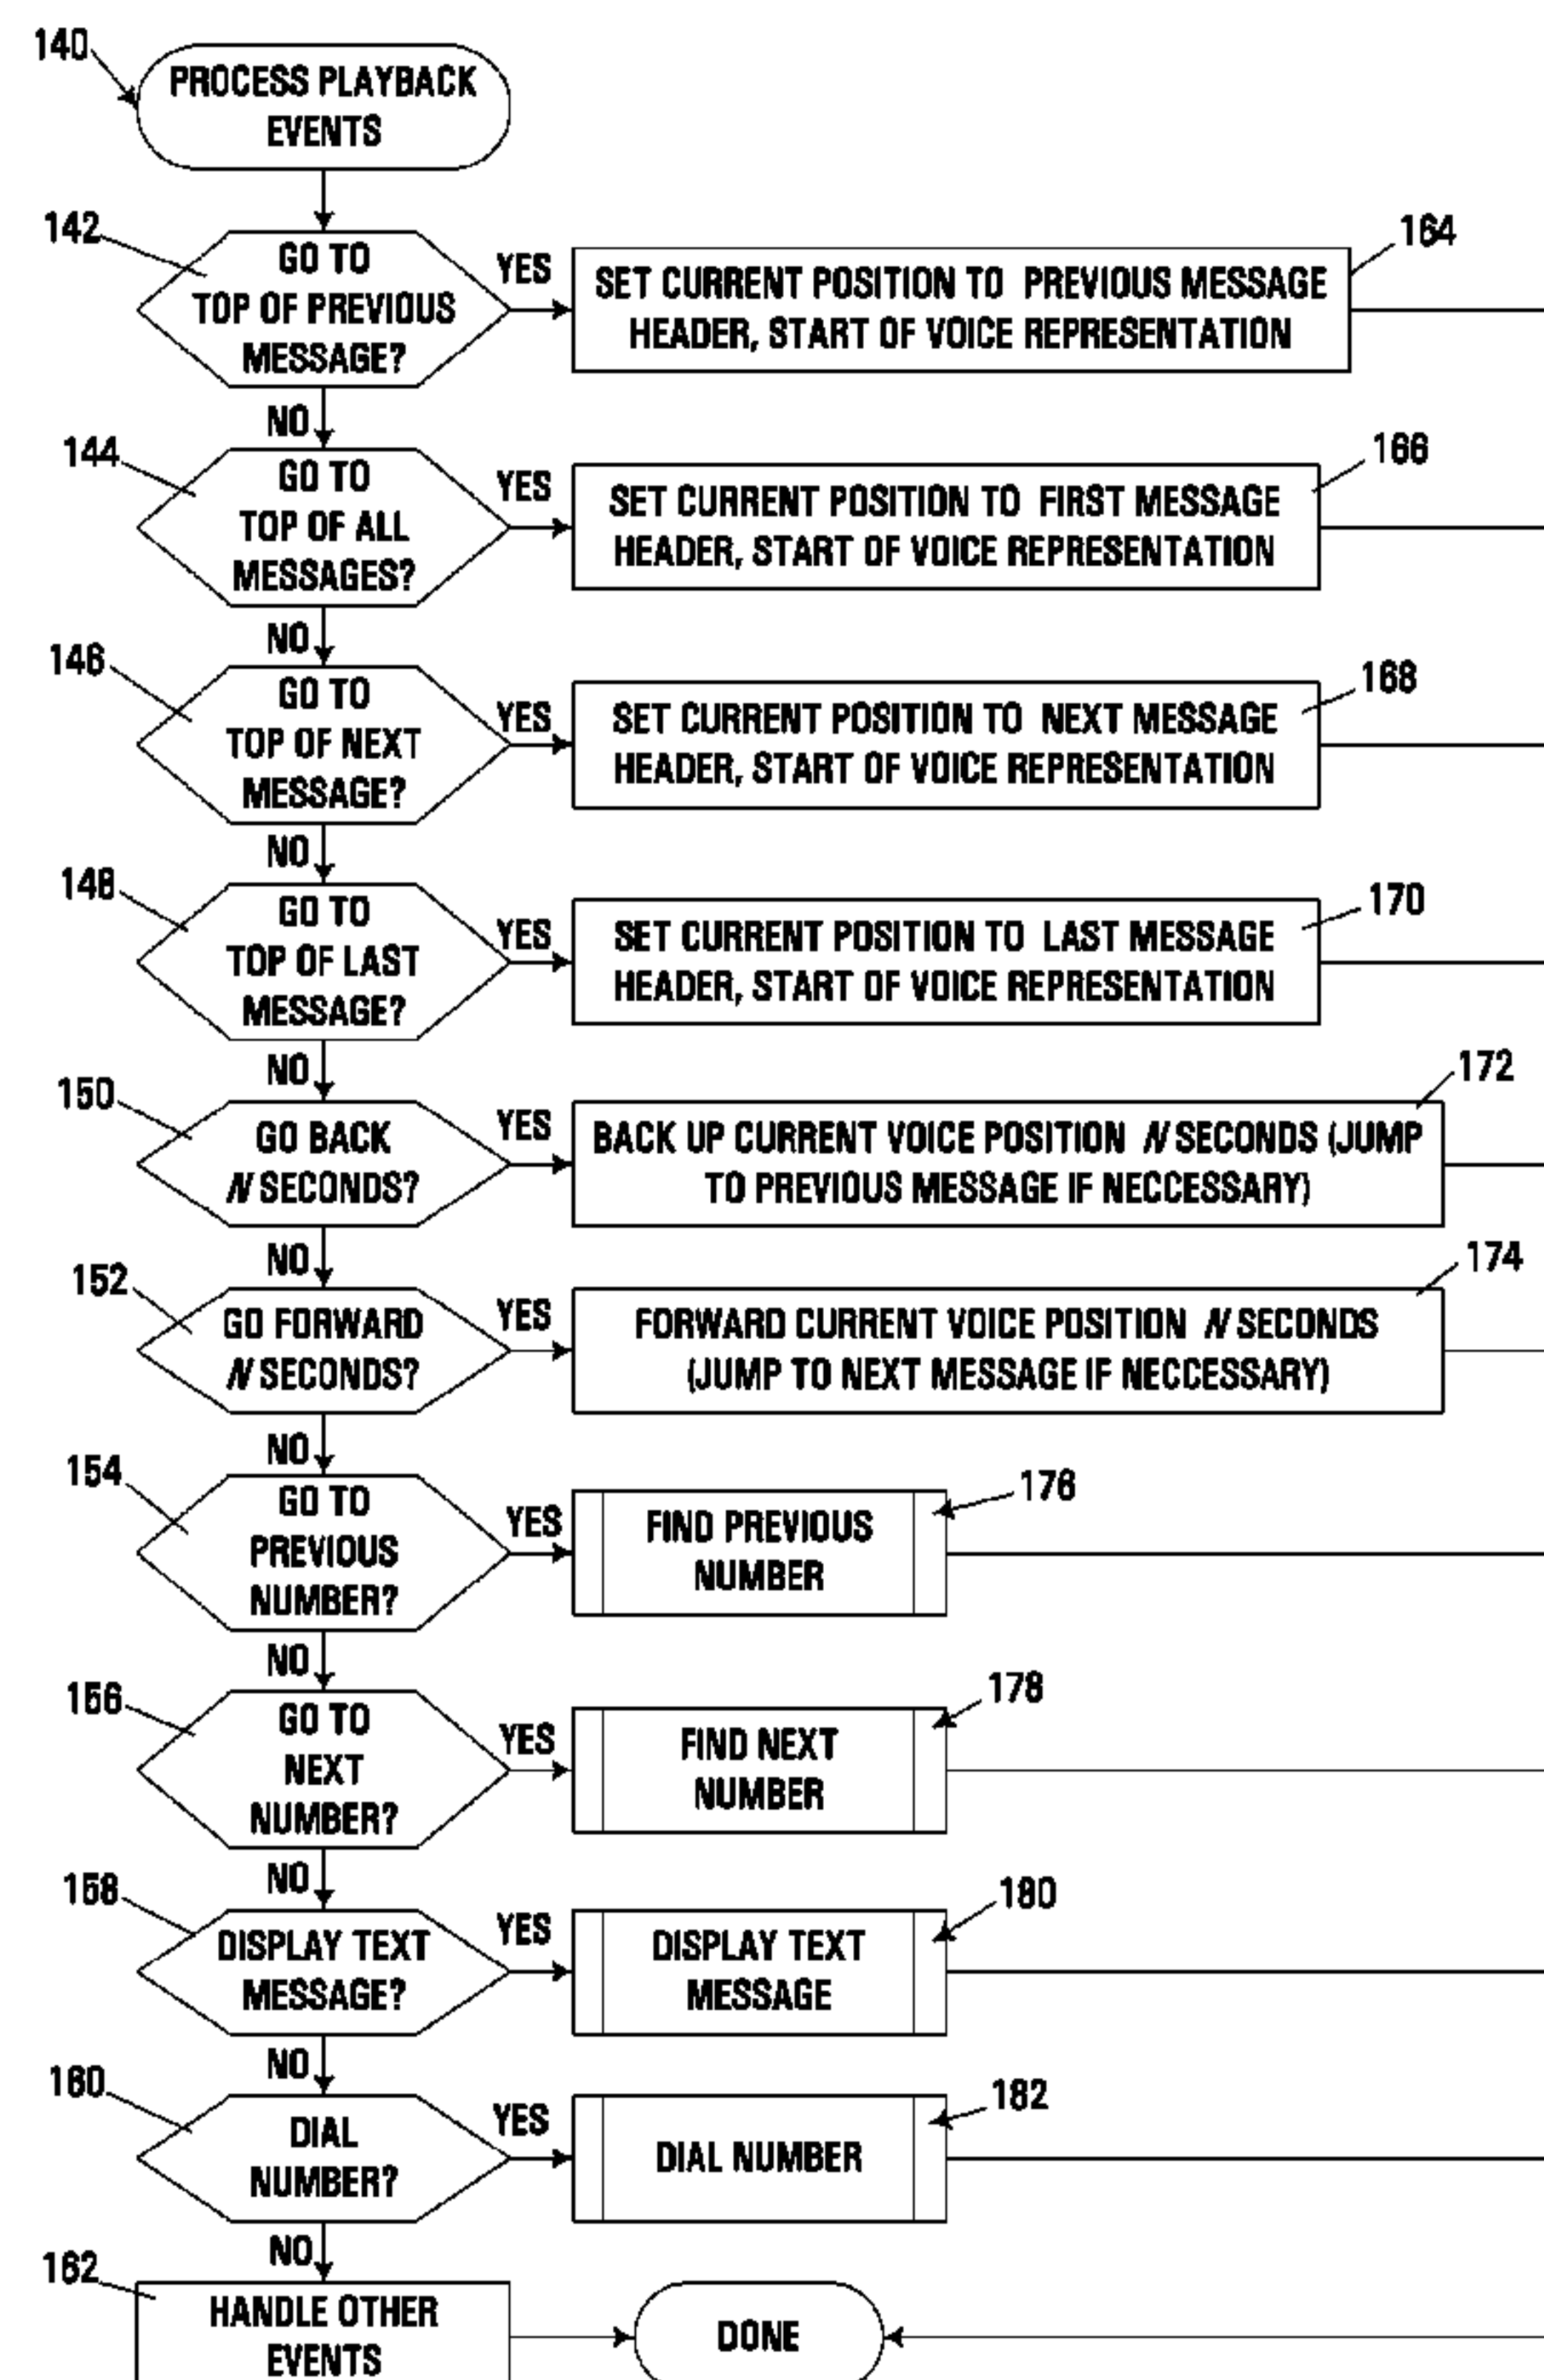 140
PROCESS PLAYBACK
EVENTS
142
GO TO
TOP OF PREVIOUS
MESSAGE?
YES
SET CURRENT POSITION TO PREVIOUS MESSAGE
HEADER, START OF VOICE REPRESENTATION
164
NO
144
GO TO
TOP OF ALL
MESSAGES?
YES
SET CURRENT POSITION TO FIRST MESSAGE
HEADER, START OF VOICE REPRESENTATION
166
NO
146
GO TO
TOP OF NEXT
MESSAGE?
YES
SET CURRENT POSITION TO NEXT MESSAGE
HEADER, START OF VOICE REPRESENTATION
168
NO
148
GO TO
TOP OF LAST
MESSAGE?
YES
SET CURRENT POSITION TO LAST MESSAGE
HEADER, START OF VOICE REPRESENTATION
170
NO
150
GO BACK
N SECONDS?
YES
BACK UP CURRENT VOICE POSITION N SECONDS (JUMP
TO PREVIOUS MESSAGE IF NECCESSARY)
172
NO
152
GO FORWARD
N SECONDS?
YES
FORWARD CURRENT VOICE POSITION N SECONDS
(JUMP TO NEXT MESSAGE IF NECCESSARY)
174
NO
154
GO TO
PREVIOUS
NUMBER?
YES
FIND PREVIOUS
NUMBER
176
NO
156
GO TO
NEXT
NUMBER?
YES
FIND NEXT
NUMBER
178
NO
158
DISPLAY TEXT
MESSAGE?
YES
DISPLAY TEXT
MESSAGE
180
NO
160
DIAL
NUMBER?
YES
DIAL NUMBER
182
NO
162
HANDLE OTHER
EVENTS
DONE